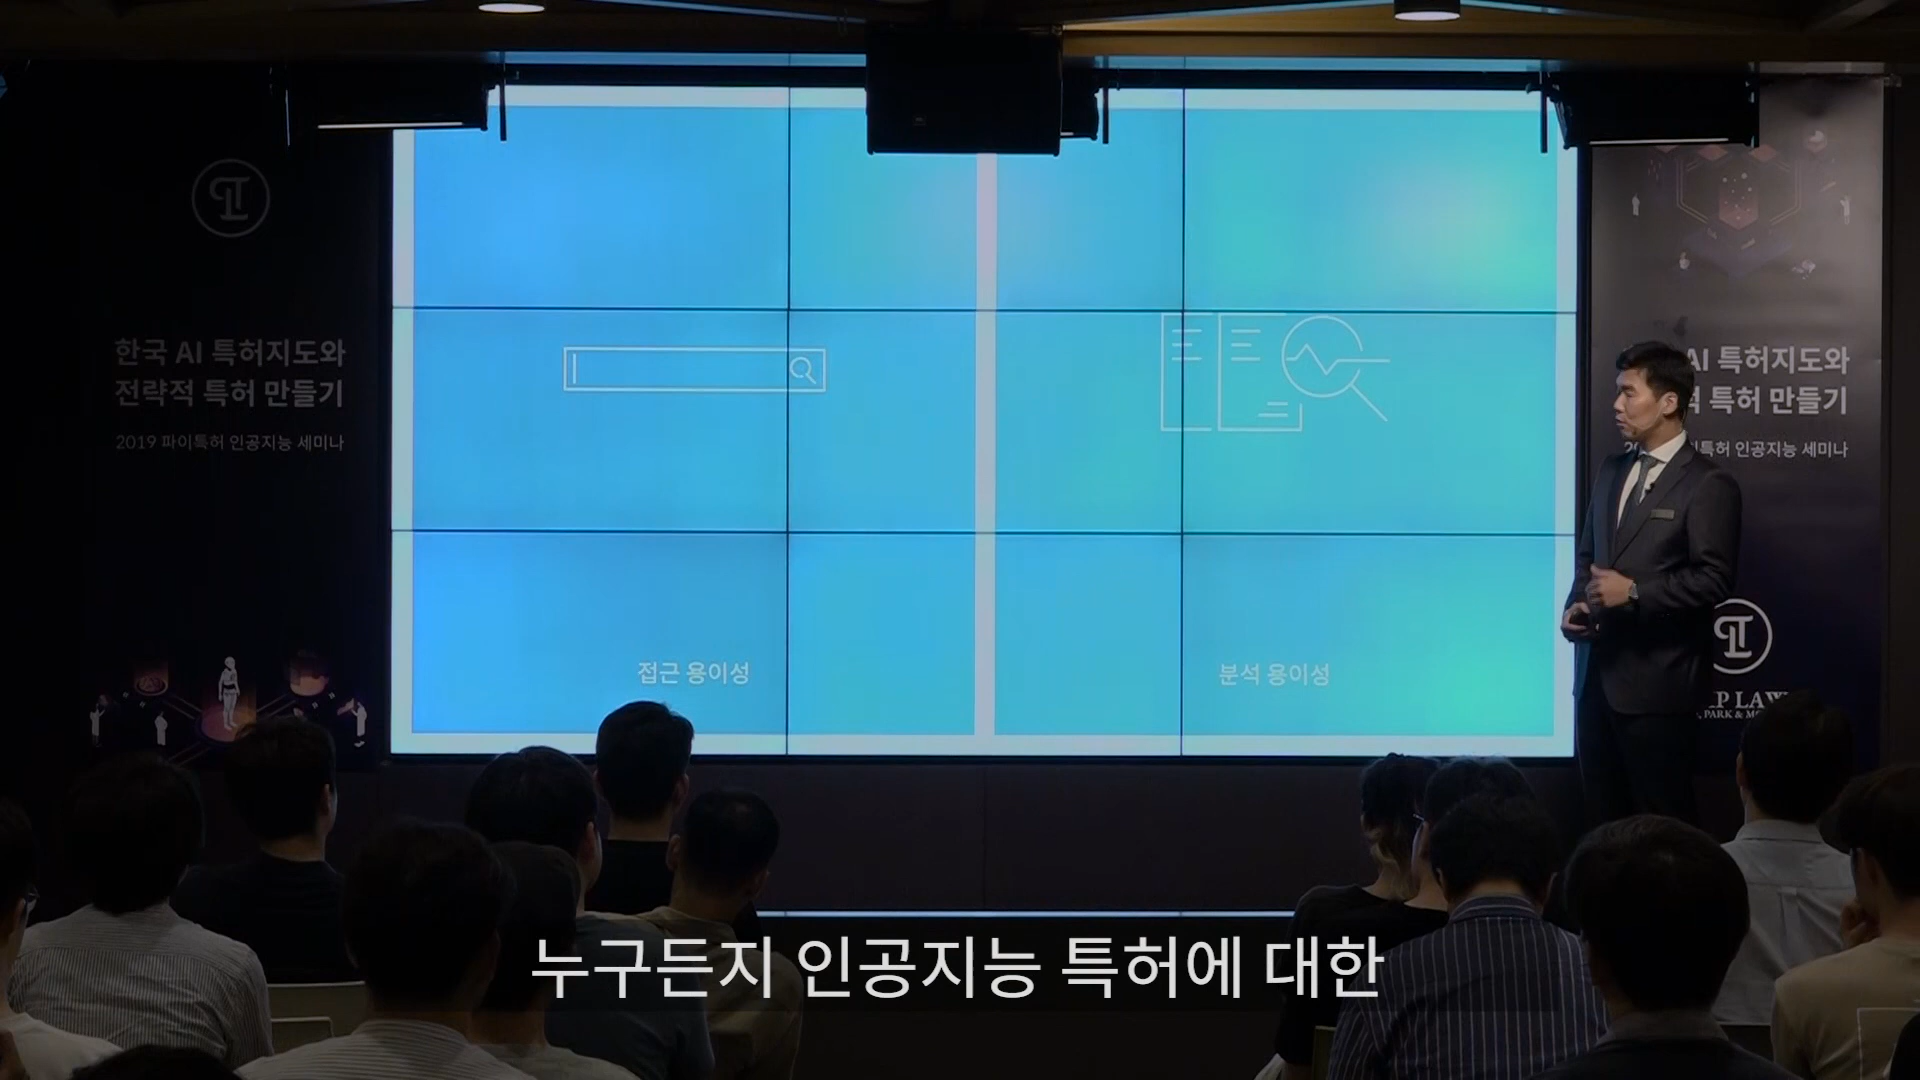 한국 AI 특허지도와
전략적 특허 만들기
2019 파이특허 인공지능 세미나
접근 용이성
분석 용이성
AI 특허지도와
특허 만들기
인공지능 세미나
PARK &
누구든지 인공지능 특허에 대한